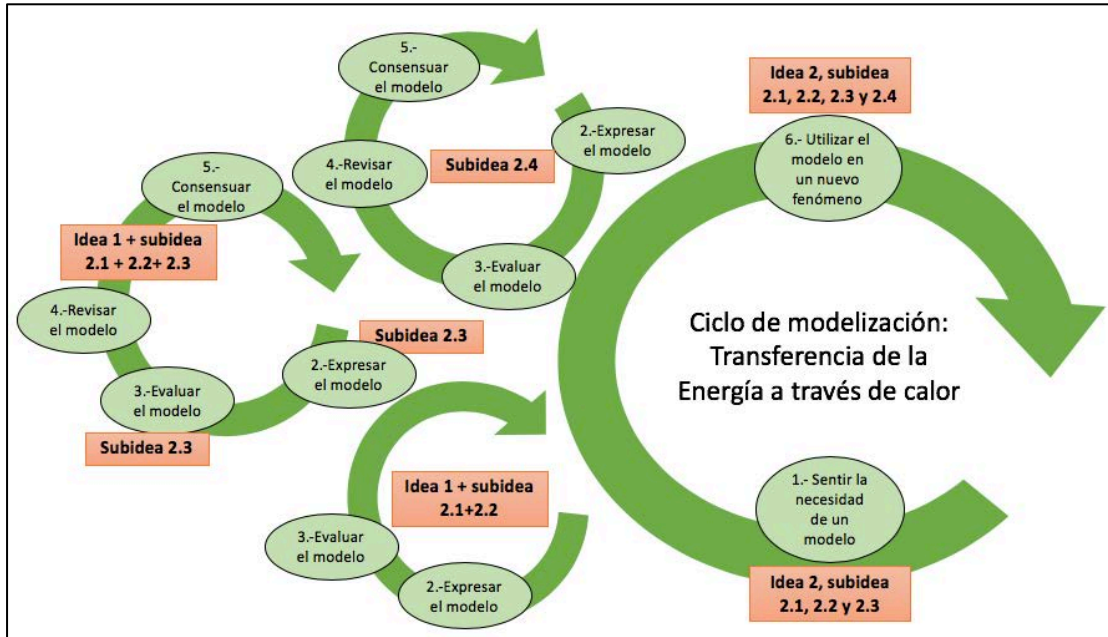 5.-
Consensuar
el modelo
2.-Expresar
el modelo
4.-Revisar
el modelo
Subidea 2.4
3.-Evaluar
el modelo
5.-
Consensuar
el modelo
Idea 1 + subidea
2.1 + 2.2+ 2.3
4.-Revisar
el modelo
3.-Evaluar
el modelo
Subidea 2.3
2.-Expresar
el modelo
Subidea 2.3
Idea 1 + subidea
2.1+2.2
3.-Evaluar
el modelo
2.-Expresar
el modelo
Idea 2, subidea
2.1, 2.2, 2.3 y 2.4
6.- Utilizar el
modelo en
un nuevo
fenómeno
Ciclo de modelización:
Transferencia de la
Energía a través de calor
1.- Sentir la
necesidad
de un
modelo
Idea 2, subidea
2.1, 2.2 y 2.3